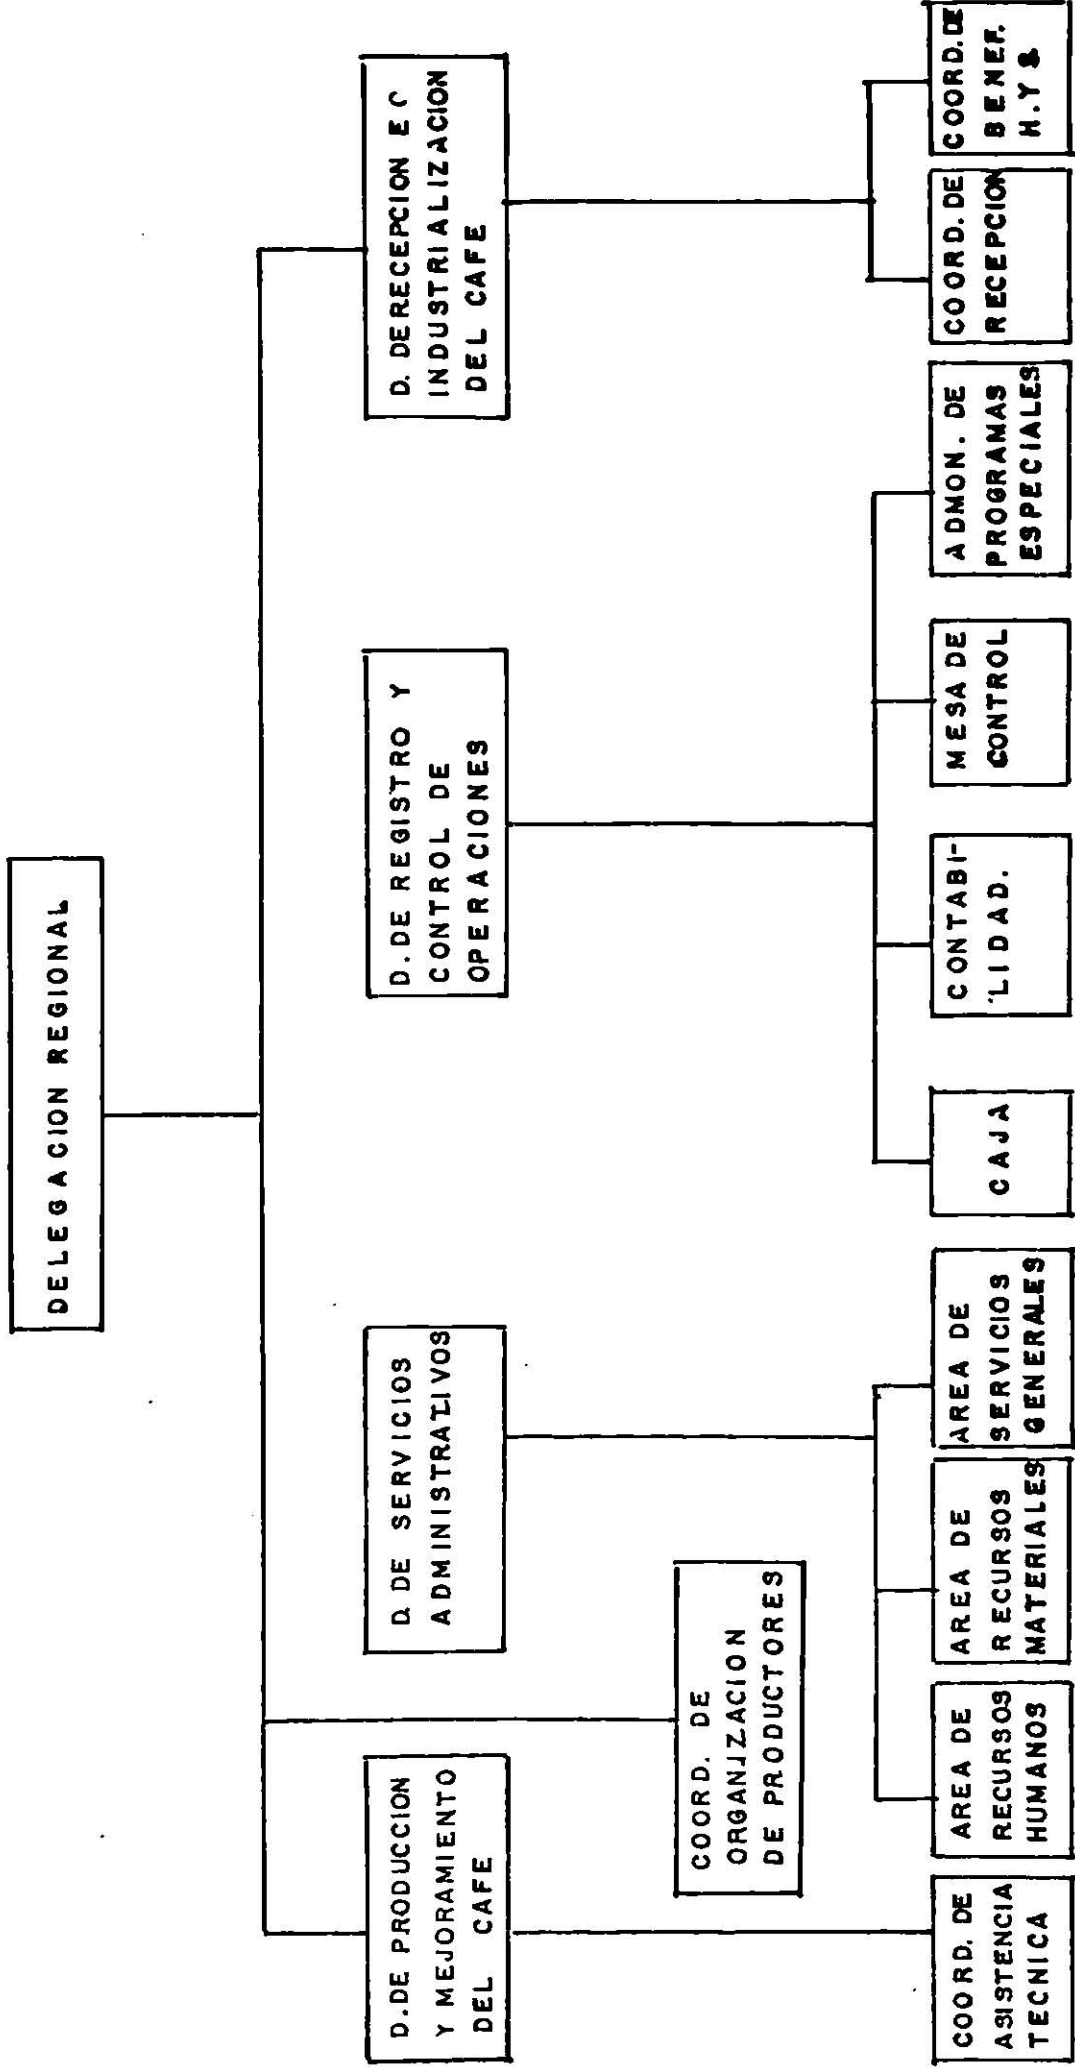 DELEGACION REGIONAL
D. DE PRODUCCION
Y MEJORAMIENTO
DEL CAFE
D. DE SERVICIOS
ADMINISTRATIVOS
D. DE REGISTRO Y
CONTROL DE
OPERACIONES
D. DERECEPCION E
INDUSTRIALIZACION
DEL CAFE
COORD. DE
ORGANIZACION
DE PRODUCTORES
COORD. DE
ASISTENCIA
TECNICA
AREA DE
RECURSOS
HUMANOS
AREA DE
RECURSOS
MATERIALES
AREA DE
SERVICIOS
GENERALES
CAJA
CONTABI-
LIDAD.
MESA DE
CONTROL
ADMON. DE
PROGRAMAS
ESPECIALES
COORD. DE
RECEPCION
COORD. DE
BENEF.
H. Y S